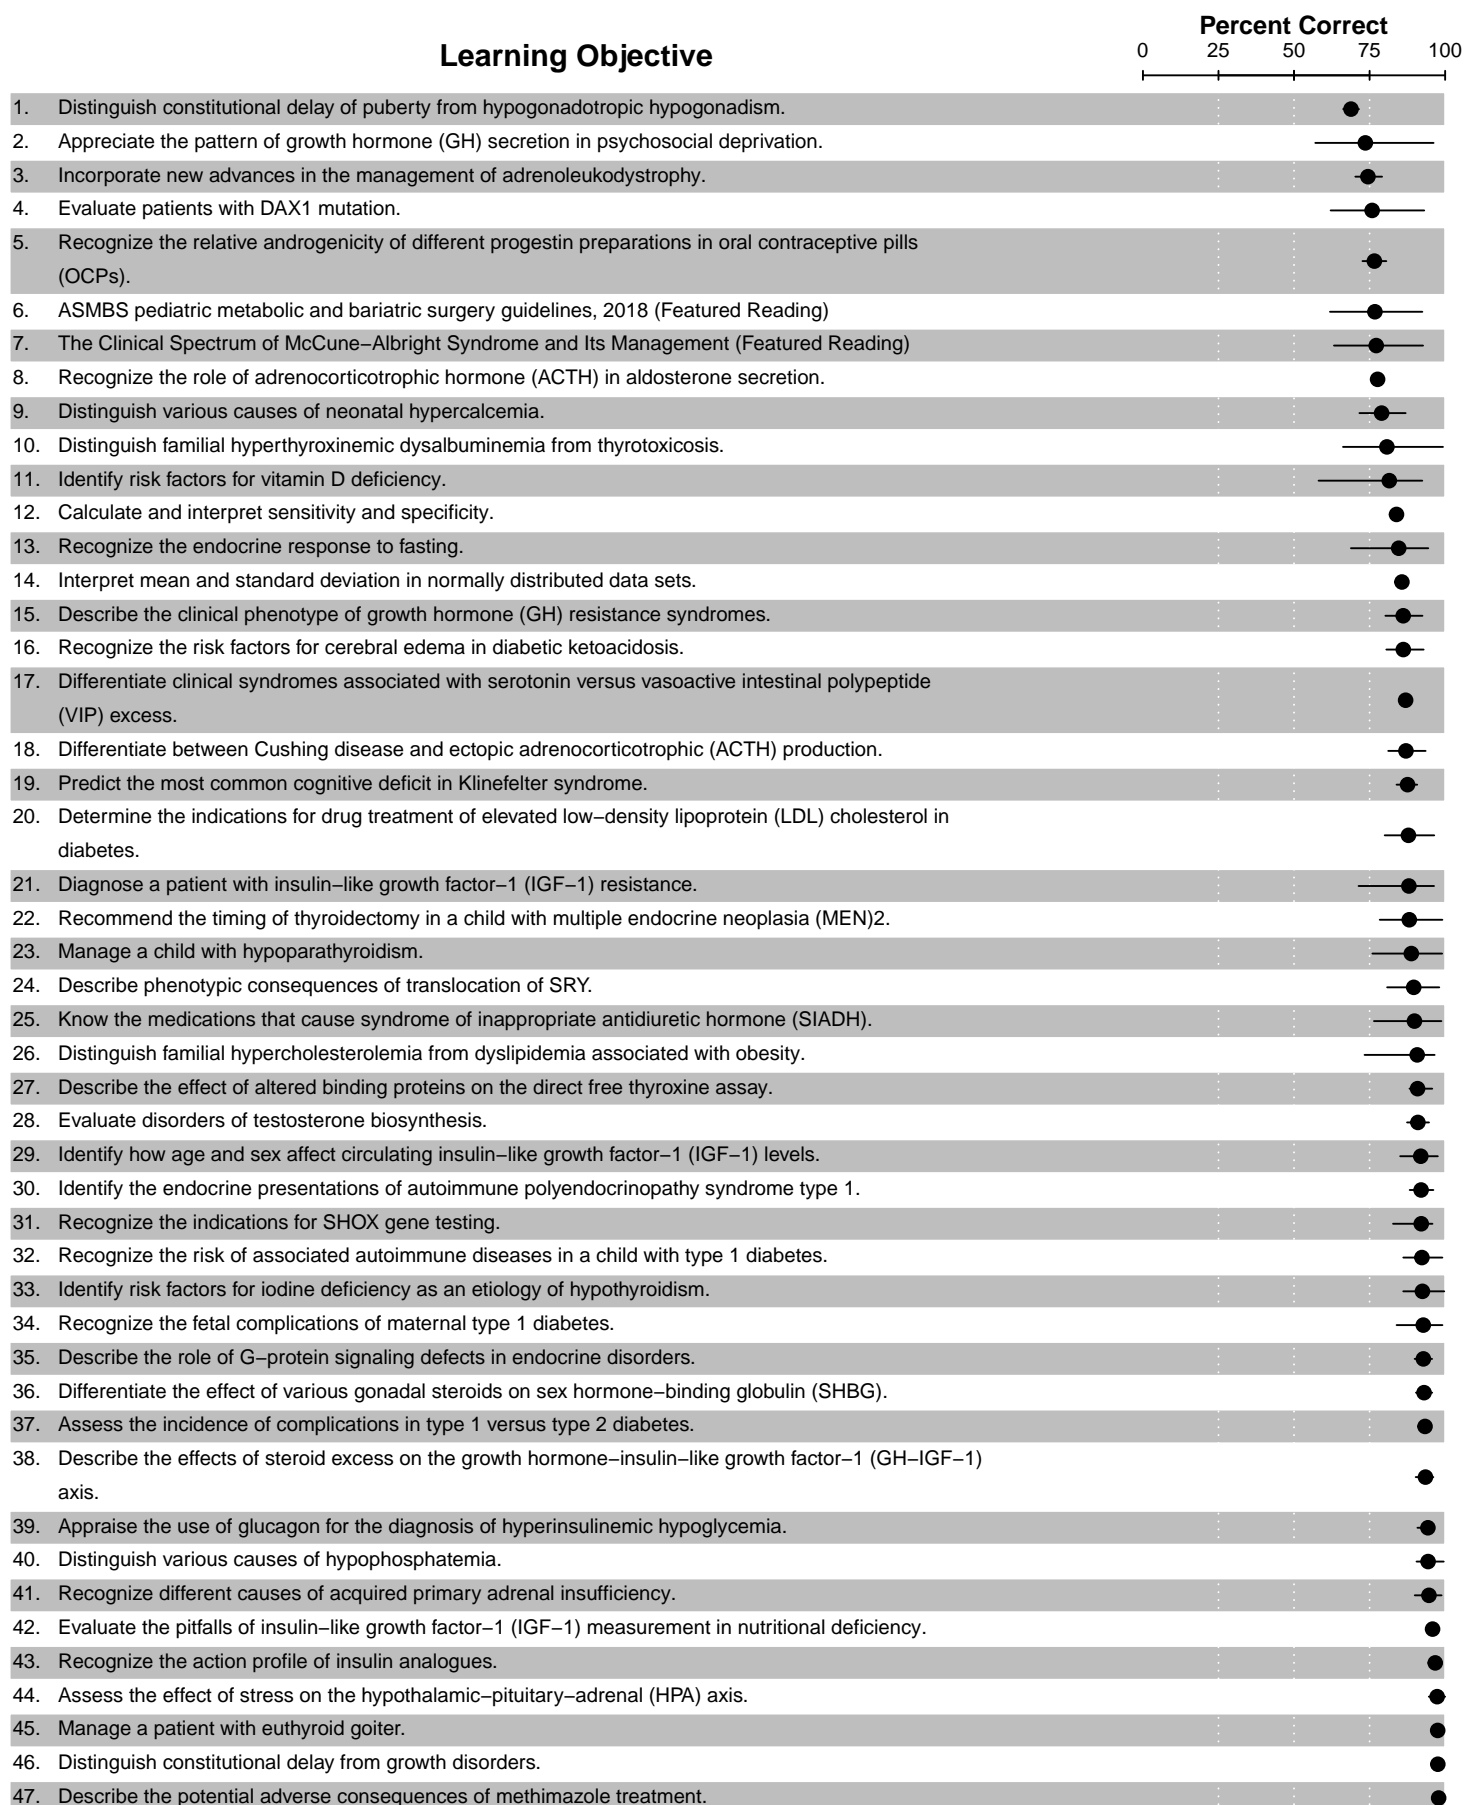 Percent Correct
Learning Objective
0 25 50 75 100
1. Distinguish constitutional delay of puberty from hypogonadotropic hypogonadism.
2. Appreciate the pattern of growth hormone (GH) secretion in psychosocial deprivation.
3. Incorporate new advances in the management of adrenoleukodystrophy.
4. Evaluate patients with DAX1 mutation.
5. Recognize the relative androgenicity of different progestin preparations in oral contraceptive pills
(OCPs).
6. ASMBS pediatric metabolic and bariatric surgery guidelines, 2018 (Featured Reading)
7. The Clinical Spectrum of McCune−Albright Syndrome and Its Management (Featured Reading)
8. Recognize the role of adrenocorticotrophic hormone (ACTH) in aldosterone secretion.
9. Distinguish various causes of neonatal hypercalcemia.
10. Distinguish familial hyperthyroxinemic dysalbuminemia from thyrotoxicosis.
11. Identify risk factors for vitamin D deficiency.
12. Calculate and interpret sensitivity and specificity.
13. Recognize the endocrine response to fasting.
14. Interpret mean and standard deviation in normally distributed data sets.
15. Describe the clinical phenotype of growth hormone (GH) resistance syndromes.
16. Recognize the risk factors for cerebral edema in diabetic ketoacidosis.
17. Differentiate clinical syndromes associated with serotonin versus vasoactive intestinal polypeptide
(VIP) excess.
18. Differentiate between Cushing disease and ectopic adrenocorticotrophic (ACTH) production.
19. Predict the most common cognitive deficit in Klinefelter syndrome.
20. Determine the indications for drug treatment of elevated low−density lipoprotein (LDL) cholesterol in
diabetes.
21. Diagnose a patient with insulin−like growth factor−1 (IGF−1) resistance.
22. Recommend the timing of thyroidectomy in a child with multiple endocrine neoplasia (MEN)2.
23. Manage a child with hypoparathyroidism.
24. Describe phenotypic consequences of translocation of SRY.
25. Know the medications that cause syndrome of inappropriate antidiuretic hormone (SIADH).
26. Distinguish familial hypercholesterolemia from dyslipidemia associated with obesity.
27. Describe the effect of altered binding proteins on the direct free thyroxine assay.
28. Evaluate disorders of testosterone biosynthesis.
29. Identify how age and sex affect circulating insulin−like growth factor−1 (IGF−1) levels.
30. Identify the endocrine presentations of autoimmune polyendocrinopathy syndrome type 1.
31. Recognize the indications for SHOX gene testing.
32. Recognize the risk of associated autoimmune diseases in a child with type 1 diabetes.
33. Identify risk factors for iodine deficiency as an etiology of hypothyroidism.
34. Recognize the fetal complications of maternal type 1 diabetes.
35. Describe the role of G−protein signaling defects in endocrine disorders.
36. Differentiate the effect of various gonadal steroids on sex hormone−binding globulin (SHBG).
37. Assess the incidence of complications in type 1 versus type 2 diabetes.
38. Describe the effects of steroid excess on the growth hormone−insulin−like growth factor−1 (GH−IGF−1)
axis.
39. Appraise the use of glucagon for the diagnosis of hyperinsulinemic hypoglycemia.
40. Distinguish various causes of hypophosphatemia.
41. Recognize different causes of acquired primary adrenal insufficiency.
42. Evaluate the pitfalls of insulin−like growth factor−1 (IGF−1) measurement in nutritional deficiency.
43. Recognize the action profile of insulin analogues.
44. Assess the effect of stress on the hypothalamic−pituitary−adrenal (HPA) axis.
45. Manage a patient with euthyroid goiter.
46. Distinguish constitutional delay from growth disorders.
47. Describe the potential adverse consequences of methimazole treatment.